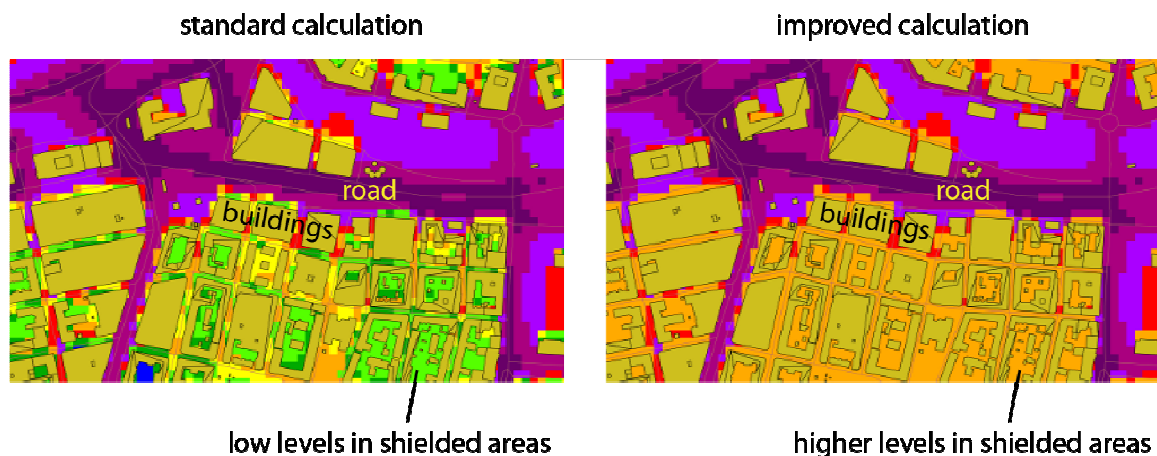 standard calculation
improved calculation
road
buildings
road
buildings
low levels in shielded areas
higher levels in shielded areas